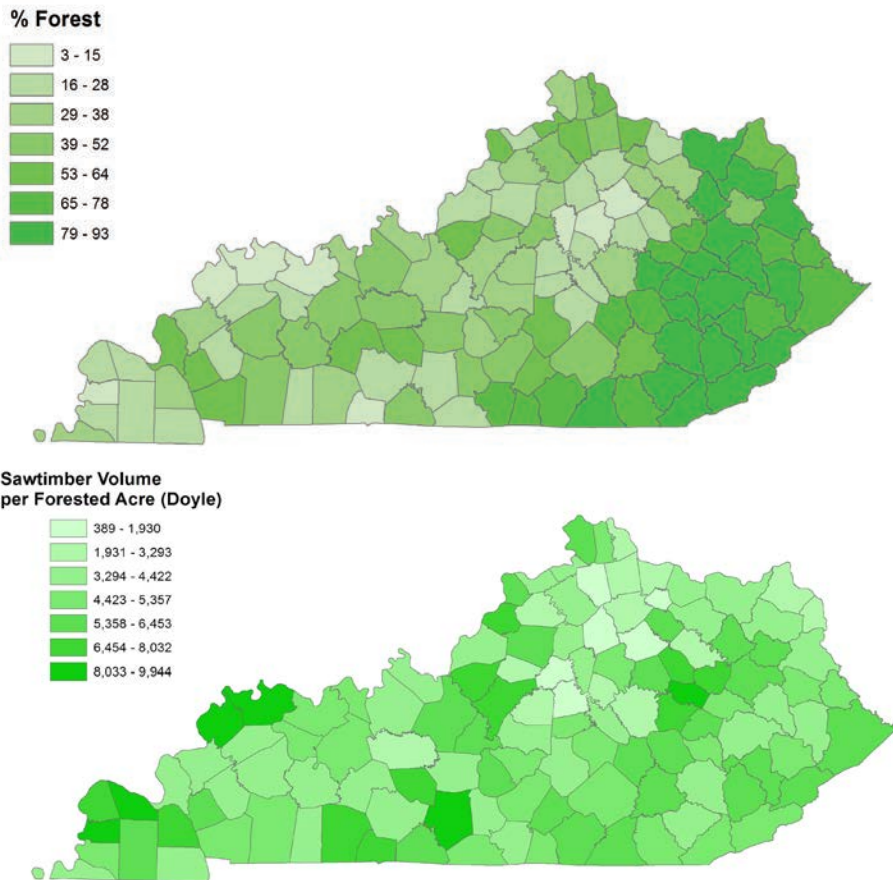 % Forest
3 - 15
16 - 28
29 - 38
39 - 52
53 - 64
65 - 78
79 - 93
Sawtimber Volume
per Forested Acre (Doyle)
389 - 1,930
1,931 - 3,293
3,294 - 4,422
4,423 - 5,357
5,358 - 6,453
6,454 - 8,032
8,033 - 9,944